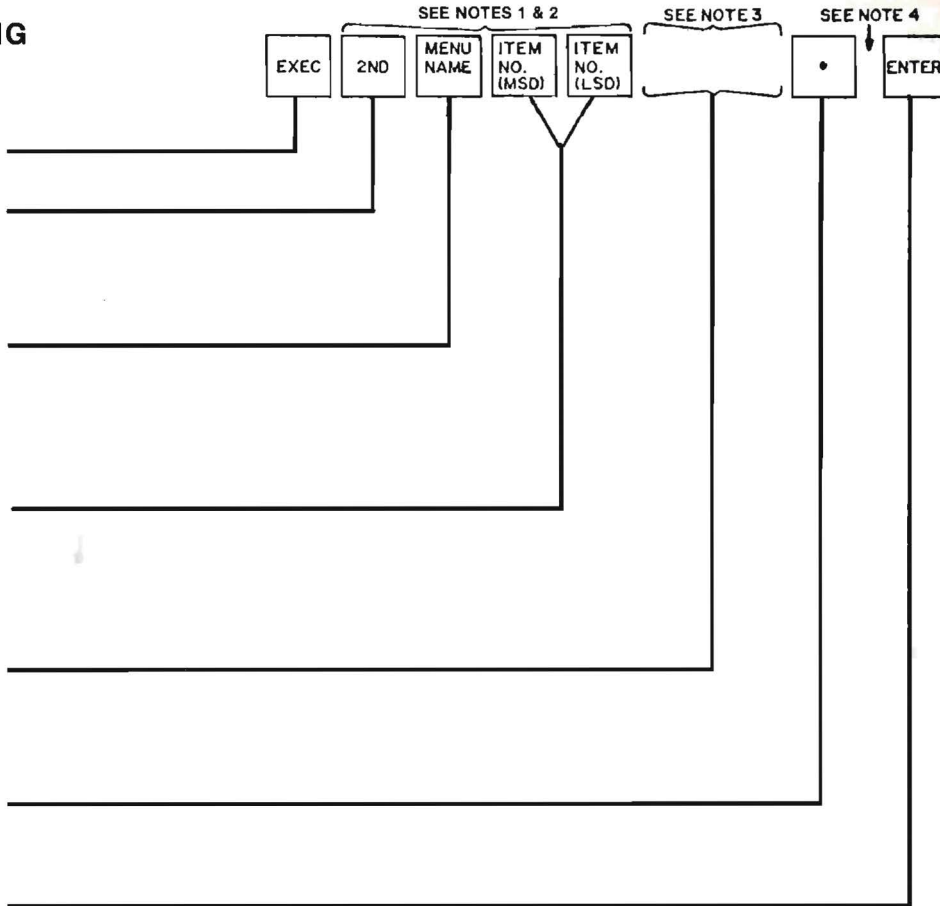 IG
SEE NOTES 1 & 2
SEE NOTE 3
SEE NOTE 4
EXEC
2ND
MENU
NAME
ITEM
NO.
(MSD)
ITEM
NO.
(LSD)
•
ENTER